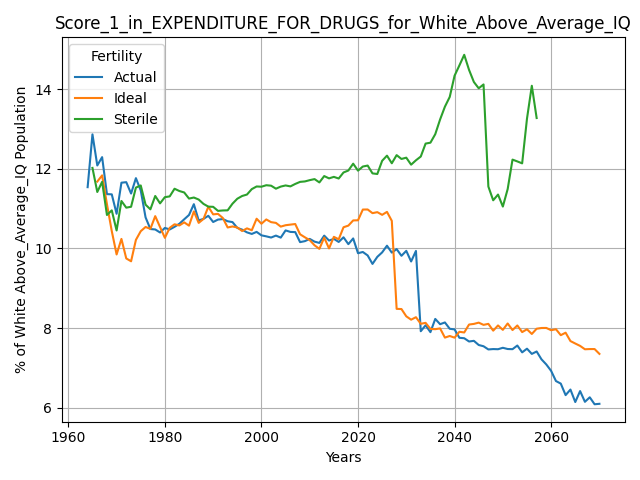 Score_1_in_EXPENDITURE_FOR_DRUGS_for_White_Above_Average_IQ
% of White Above_Average_IQ Population
14
12
10
8
6
Fertility
Actual
Ideal
Sterile
1960 1980 2000 2020 2040 2060
Years